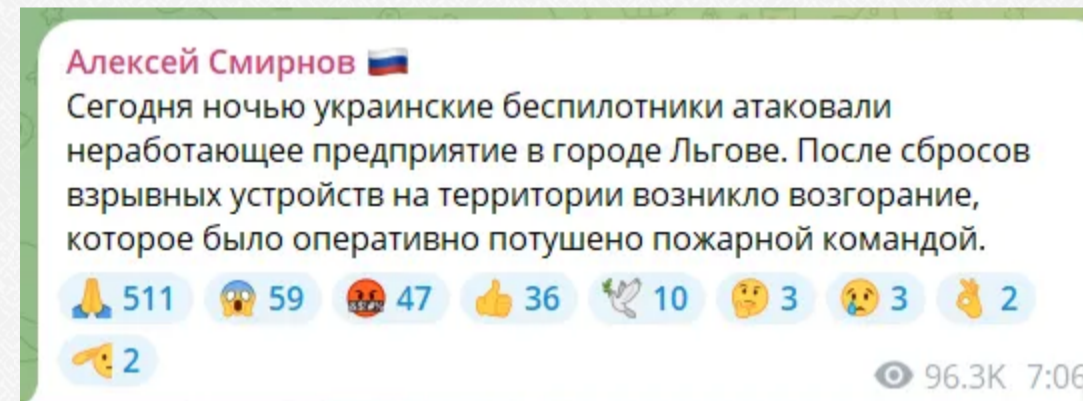 Алексей Смирнов 🇷🇺
Сегодня ночью украинские беспилотники атаковали
неработающее предприятие в городе Льгове. После сбросов
взрывных устройств на территории возникло возгорание,
которое было оперативно потушено пожарной командой.
🙏 511 😱 59 🤬 47 👍 36 🕊 10 🤔 3 😢 3 👌 2
🫡 2
96.3K 7:06